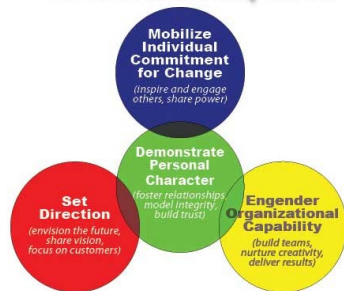 Mobilize
Individual
Commitment
for Change
(inspire and engage
others, share power)
Demonstrate
Personal
Character
(foster relationships,
model integrity,
build trust)
Set
Direction
(envision the future,
share vision,
focus on customers)
Engender
Organizational
Capability
(build teams,
nurture creativity,
deliver results)